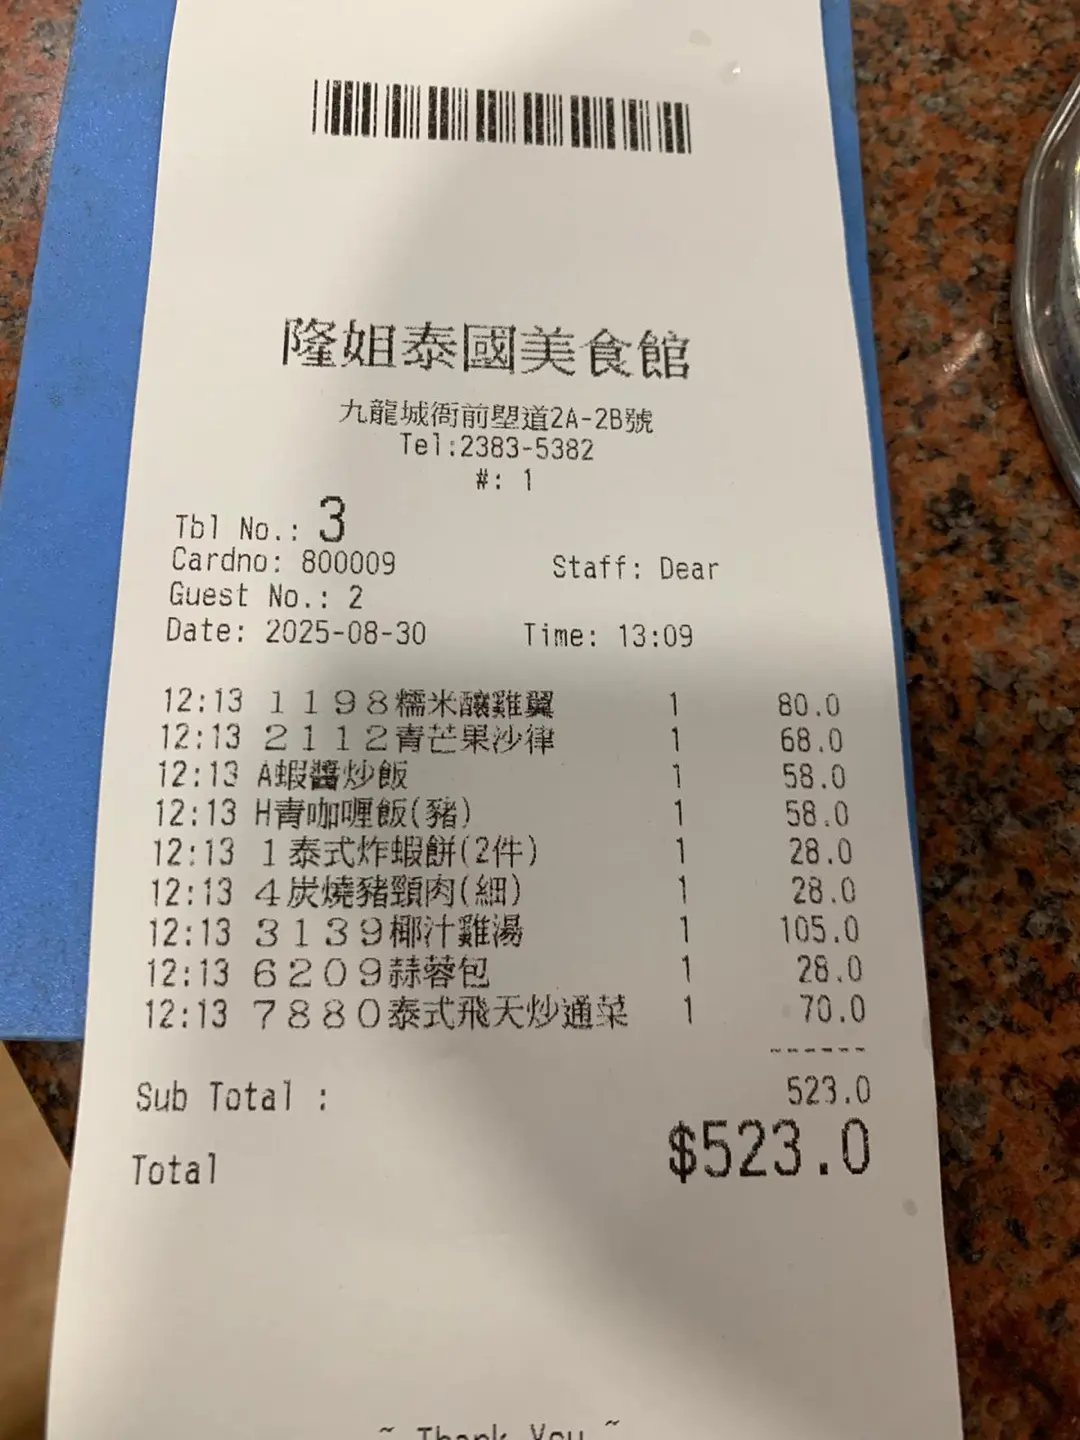 隆姐泰國美食館
九龍城衙前塱道2A-2B號
Tel:2383-5382
#: 1
Tbl No.: 3
Cardno: 800009 Staff: Dear
Guest No.: 2
Date: 2025-08-30 Time: 13:09
12:13 1198糯米釀雞翼 1 80.0
12:13 2112青芒果沙律 1 68.0
12:13 A蝦醬炒飯 1 58.0
12:13 H青咖喱飯(豬) 1 58.0
12:13 1泰式炸蝦餅(2件) 1 28.0
12:13 4炭燒豬頸肉(細) 1 28.0
12:13 3139椰汁雞湯 1 105.0
12:13 6209蒜蓉包 1 28.0
12:13 7880泰式飛天炒通菜 1 70.0
------
Sub Total : 523.0
Total $523.0
~ Thank You ~